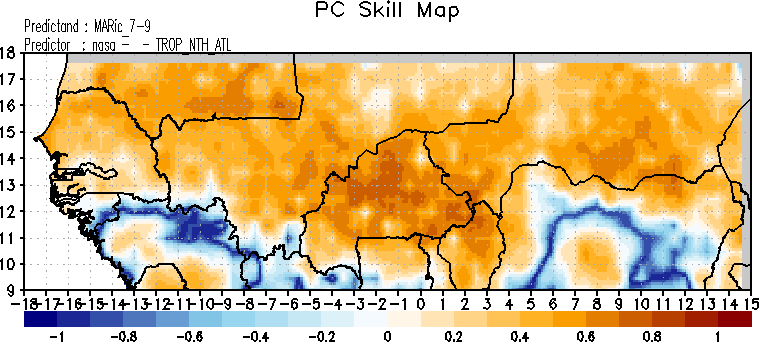 PC Skill Map
Predictand : MARic_7-9
Predictor : nasa - - TROP_NTH_ATL
18
17
16
15
14
13
12
11
10
9
-18 -17 -16 -15 -14 -13 -12 -11 -10 -9 -8 -7 -6 -5 -4 -3 -2 -1 0 1 2 3 4 5 6 7 8 9 10 11 12 13 14 15
-1 -0.8 -0.6 -0.4 -0.2 0 0.2 0.4 0.6 0.8 1